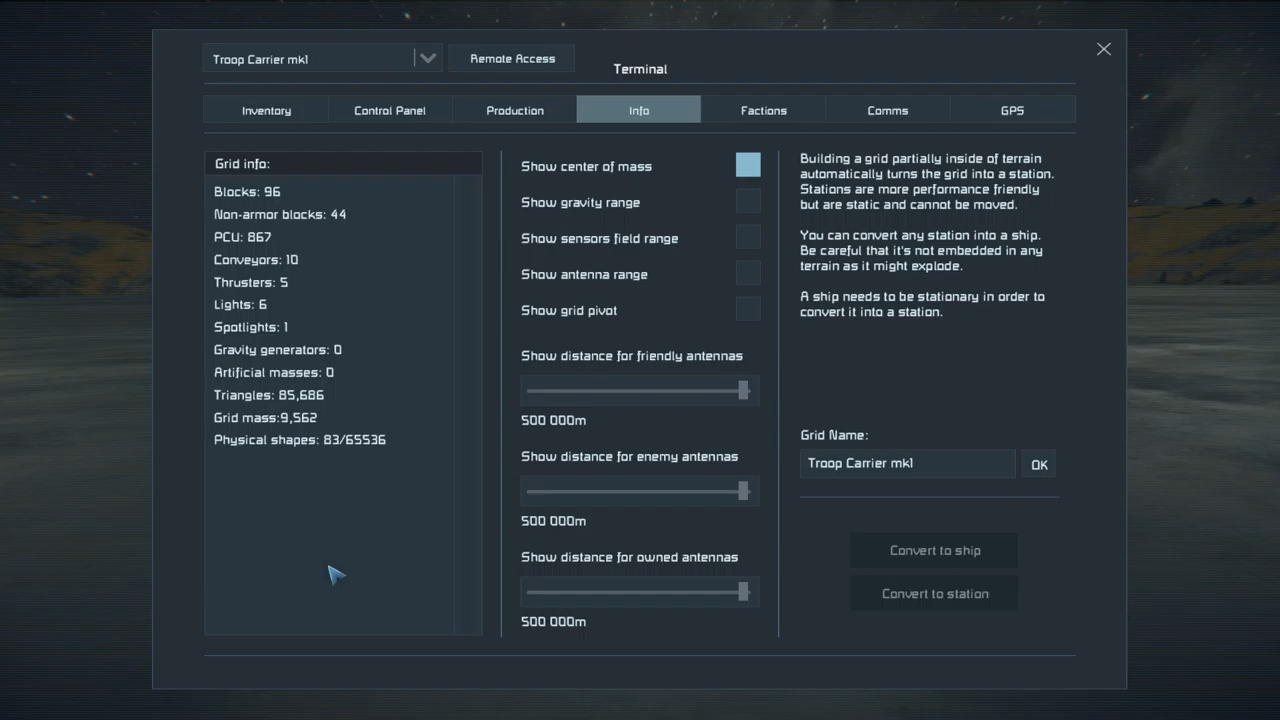 Troop Carrier mk1
Remote Access
Terminal
Inventory
Control Panel
Production
Info
Factions
Comms
GPS
Grid info:
Blocks: 96
Non-armor blocks: 44
PCU: 867
Conveyors: 10
Thrusters: 5
Lights: 6
Spotlights: 1
Gravity generators: 0
Artificial masses: 0
Triangles: 85,686
Grid mass:9,562
Physical shapes: 83/65536
Show center of mass
Show gravity range
Show sensors field range
Show antenna range
Show grid pivot
Show distance for friendly antennas
500 000m
Show distance for enemy antennas
500 000m
Show distance for owned antennas
500 000m
Building a grid partially inside of terrain
automatically turns the grid into a station.
Stations are more performance friendly
but are static and cannot be moved.
You can convert any station into a ship.
Be careful that it's not embedded in any
terrain as it might explode.
A ship needs to be stationary in order to
convert it into a station.
Grid Name:
Troop Carrier mk1
OK
Convert to ship
Convert to station